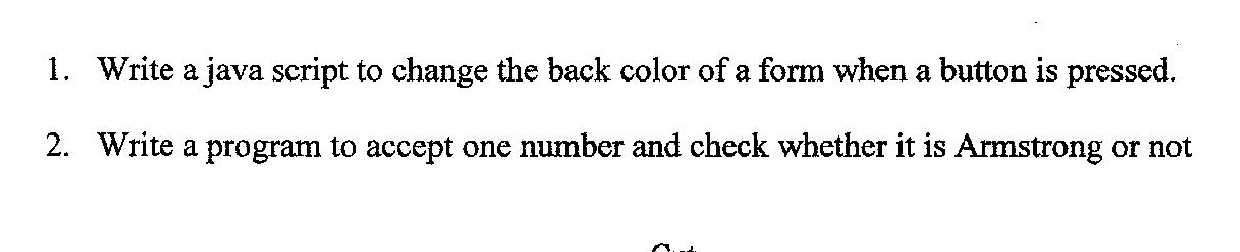 1. Write a java script to change the back color of a form when a button is pressed.
2. Write a program to accept one number and check whether it is Armstrong or not